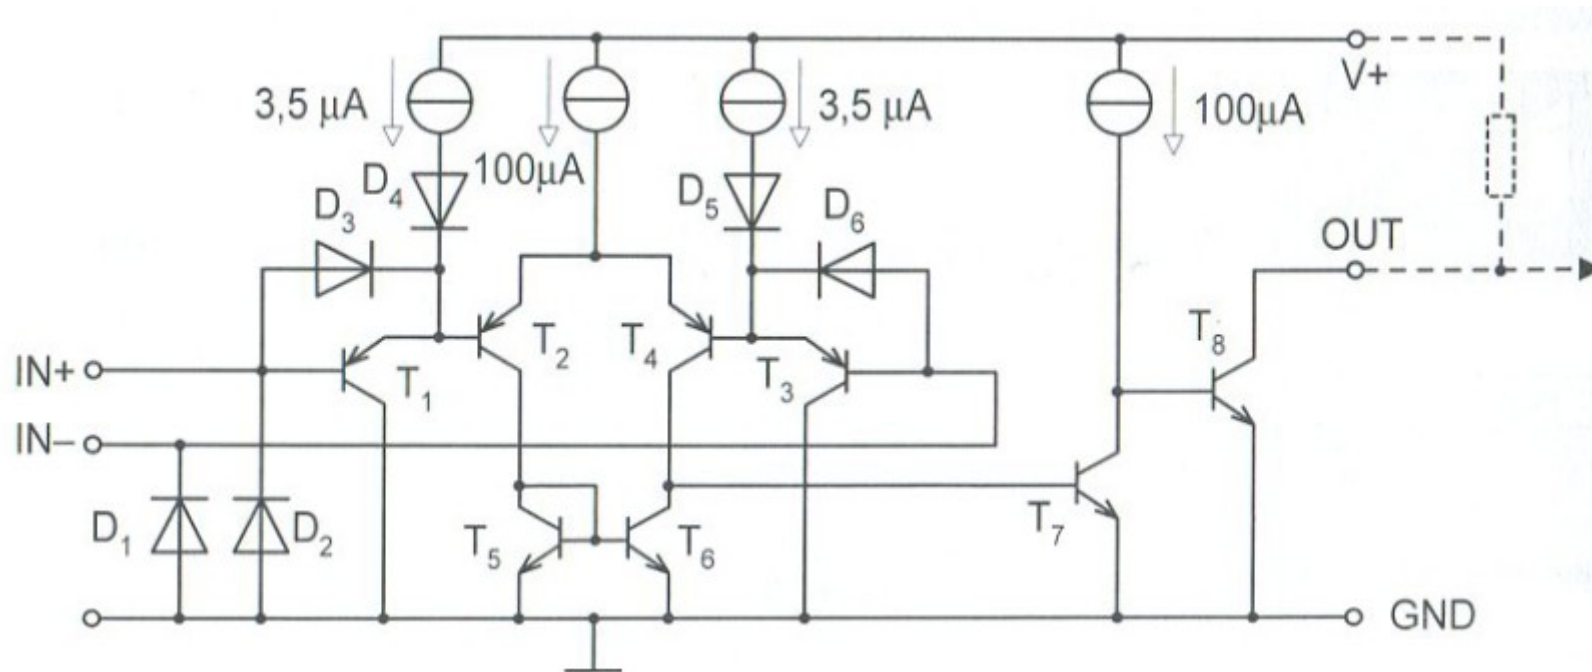 3,5 µA
100µA
3,5 µA
100µA
V+
D3
D4
D5
D6
OUT
IN+
T1
T2
T4
T3
T8
IN–
D1
D2
T5
T6
T7
GND